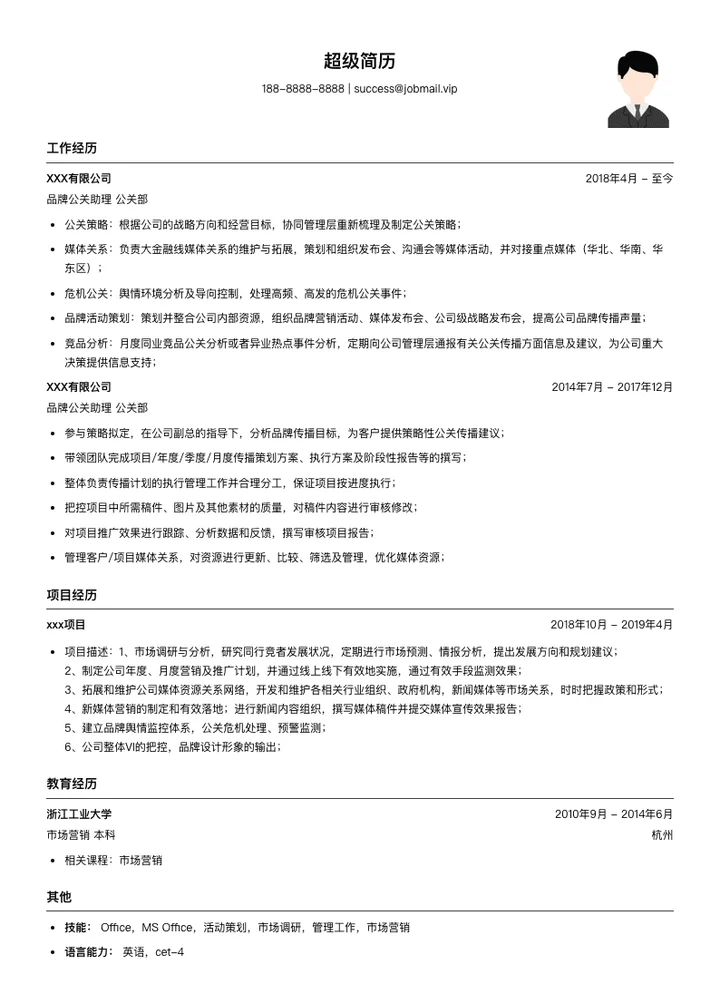 超级简历
188-8888-8888 | success@jobmail.vip
工作经历
XXX有限公司 2018年4月 – 至今
品牌公关助理 公关部
• 公关策略：根据公司的战略方向和经营目标，协同管理层重新梳理及制定公关策略；
• 媒体关系：负责大金融线媒体关系的维护与拓展，策划和组织发布会、沟通会等媒体活动，并对接重点媒体（华北、华南、华
东区）；
• 危机公关：舆情环境分析及导向控制，处理高频、高发的危机公关事件；
• 品牌活动策划：策划并整合公司内部资源，组织品牌营销活动、媒体发布会、公司级战略发布会，提高公司品牌传播声量；
• 竞品分析：月度同业竞品公关分析或者异业热点事件分析，定期向公司管理层通报有关公关传播方面信息及建议，为公司重大
决策提供信息支持；
XXX有限公司 2014年7月 – 2017年12月
品牌公关助理 公关部
• 参与策略拟定，在公司副总的指导下，分析品牌传播目标，为客户提供策略性公关传播建议；
• 带领团队完成项目/年度/季度/月度传播策划方案、执行方案及阶段性报告等的撰写；
• 整体负责传播计划的执行管理工作并合理分工，保证项目按进度执行；
• 把控项目中所需稿件、图片及其他素材的质量，对稿件内容进行审核修改；
• 对项目推广效果进行跟踪、分析数据和反馈，撰写审核项目报告；
• 管理客户/项目媒体关系，对资源进行更新、比较、筛选及管理，优化媒体资源；
项目经历
xxx项目 2018年10月 – 2019年4月
• 项目描述：1、市场调研与分析，研究同行竞者发展状况，定期进行市场预测、情报分析，提出发展方向和规划建议；
2、制定公司年度、月度营销及推广计划，并通过线上线下有效地实施，通过有效手段监测效果；
3、拓展和维护公司媒体资源关系网络，开发和维护各相关行业组织、政府机构，新闻媒体等市场关系，时时把握政策和形式；
4、新媒体营销的制定和有效落地；进行新闻内容组织，撰写媒体稿件并提交媒体宣传效果报告；
5、建立品牌舆情监控体系，公关危机处理、预警监测；
6、公司整体VI的把控，品牌设计形象的输出；
教育经历
浙江工业大学 2010年9月 – 2014年6月
市场营销 本科 杭州
• 相关课程：市场营销
其他
• 技能： Office，MS Office，活动策划，市场调研，管理工作，市场营销
• 语言能力： 英语，cet-4